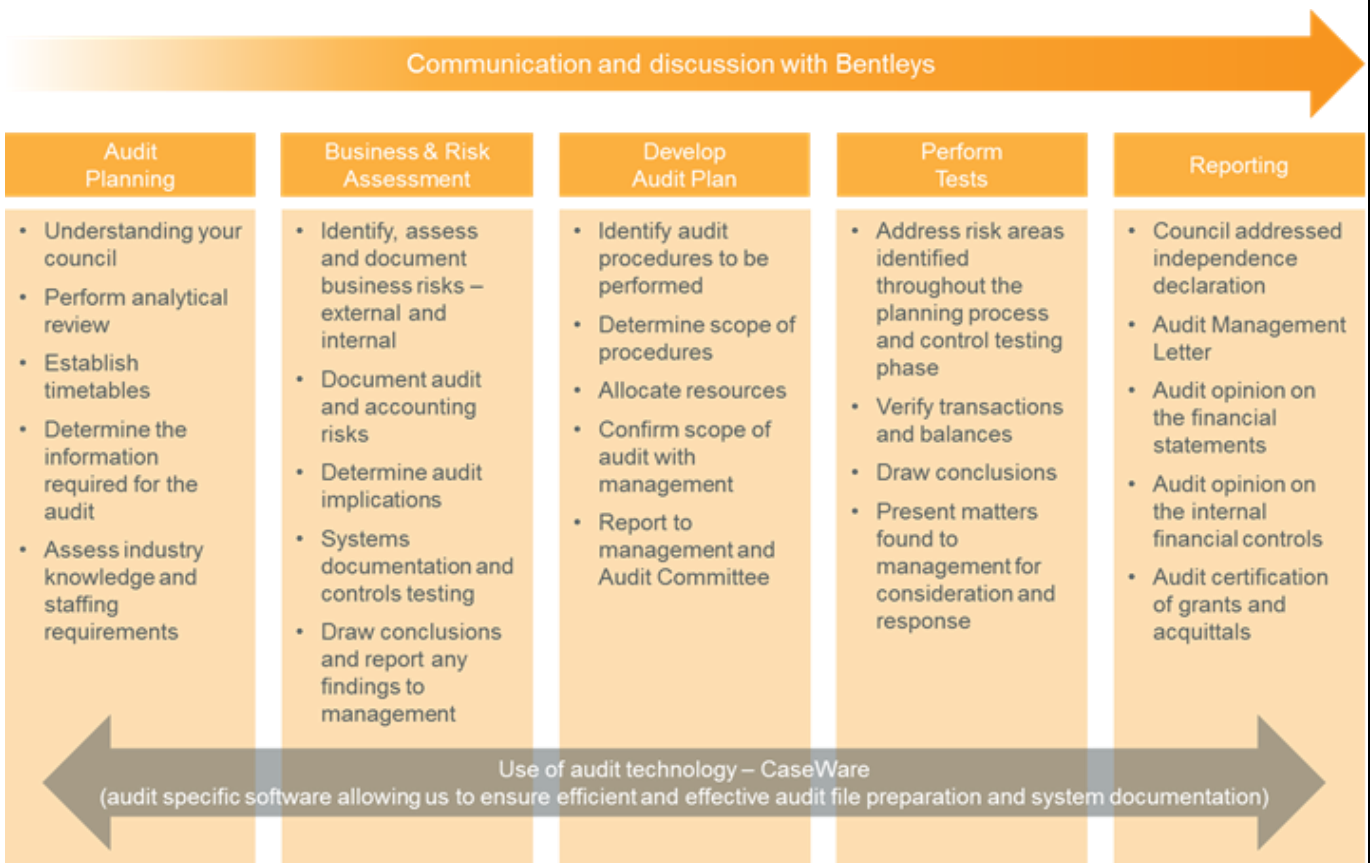 Communication and discussion with Bentleys
Audit
Planning
• Understanding your
council
• Perform analytical
review
• Establish
timetables
• Determine the
information
required for the
audit
• Assess industry
knowledge and
staffing
requirements
Business & Risk
Assessment
• Identify, assess
and document
business risks –
external and
internal
• Document audit
and accounting
risks
• Determine audit
implications
• Systems
documentation and
controls testing
• Draw conclusions
and report any
findings to
management
Develop
Audit Plan
• Identify audit
procedures to be
performed
• Determine scope of
procedures
• Allocate resources
• Confirm scope of
audit with
management
• Report to
management and
Audit Committee
Perform
Tests
• Address risk areas
identified
throughout the
planning process
and control testing
phase
• Verify transactions
and balances
• Draw conclusions
• Present matters
found to
management for
consideration and
response
Reporting
• Council addressed
independence
declaration
• Audit Management
Letter
• Audit opinion on
the financial
statements
• Audit opinion on
the internal
financial controls
• Audit certification
of grants and
acquittals
Use of audit technology – CaseWare
(audit specific software allowing us to ensure efficient and effective audit file preparation and system documentation)